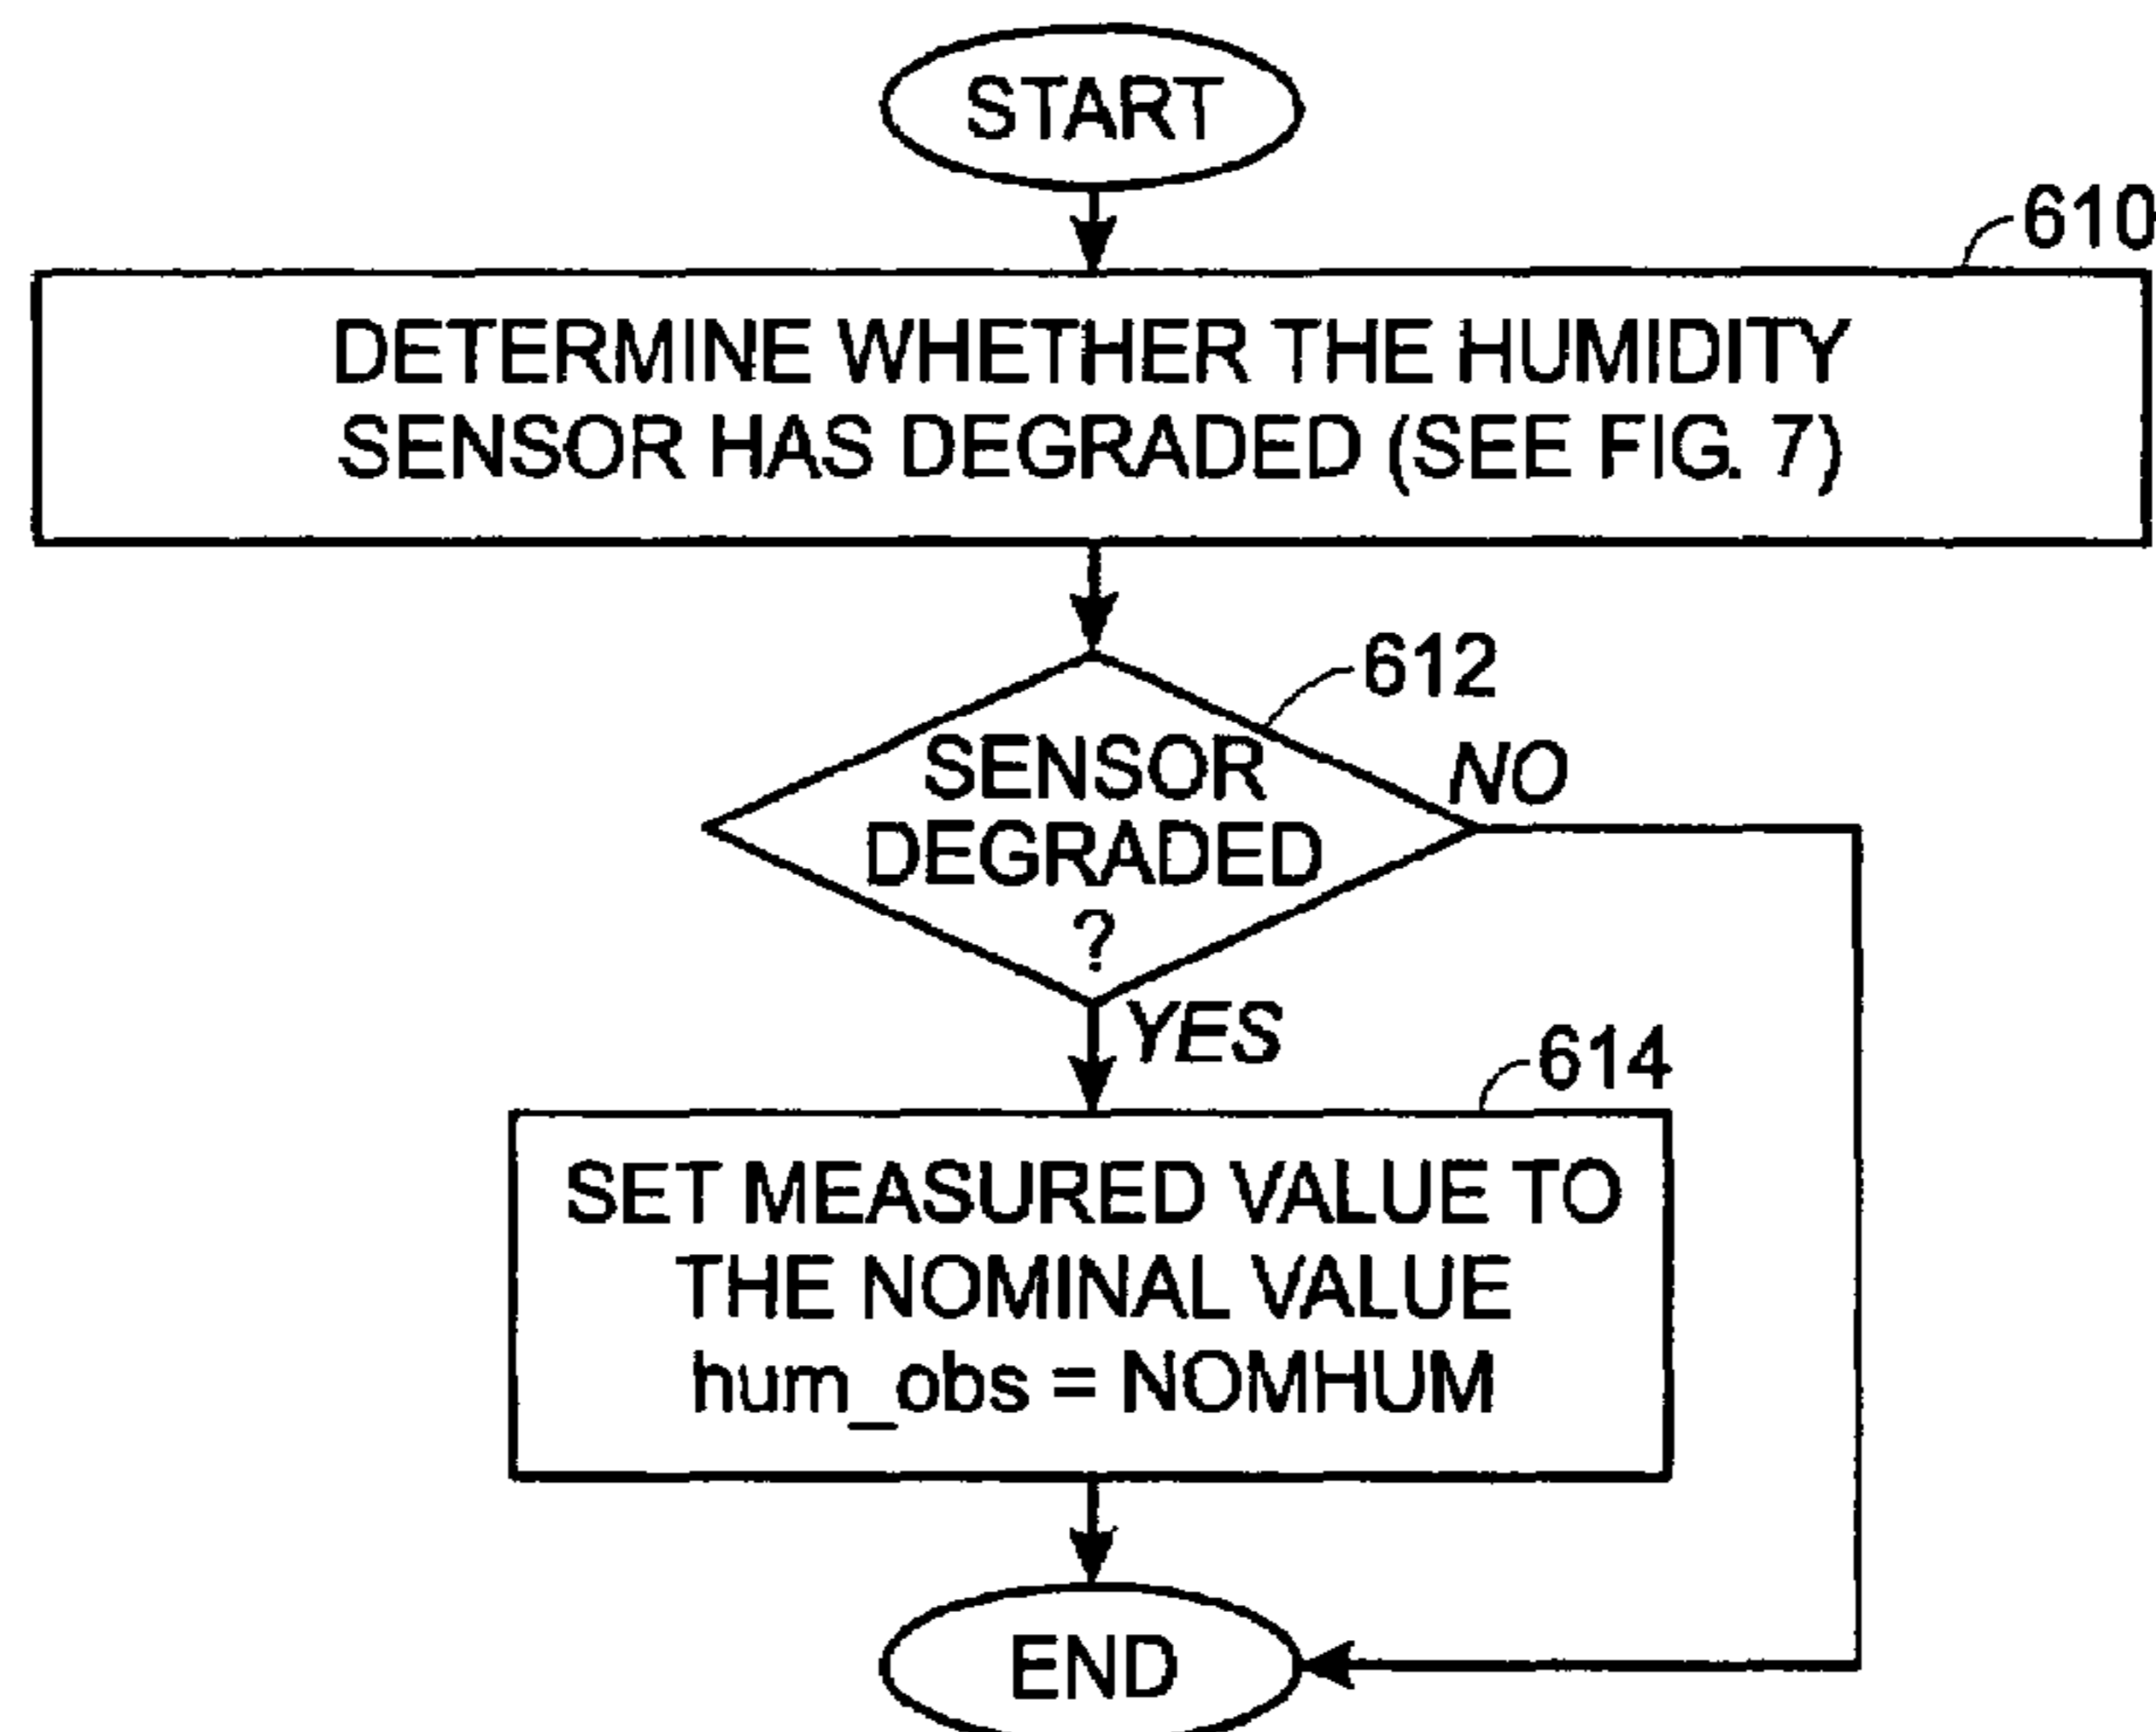 START
610
DETERMINE WHETHER THE HUMIDITY
SENSOR HAS DEGRADED (SEE FIG. 7)
612
SENSOR
DEGRADED
?
NO
YES
614
SET MEASURED VALUE TO
THE NOMINAL VALUE
hum_obs = NOMHUM
END